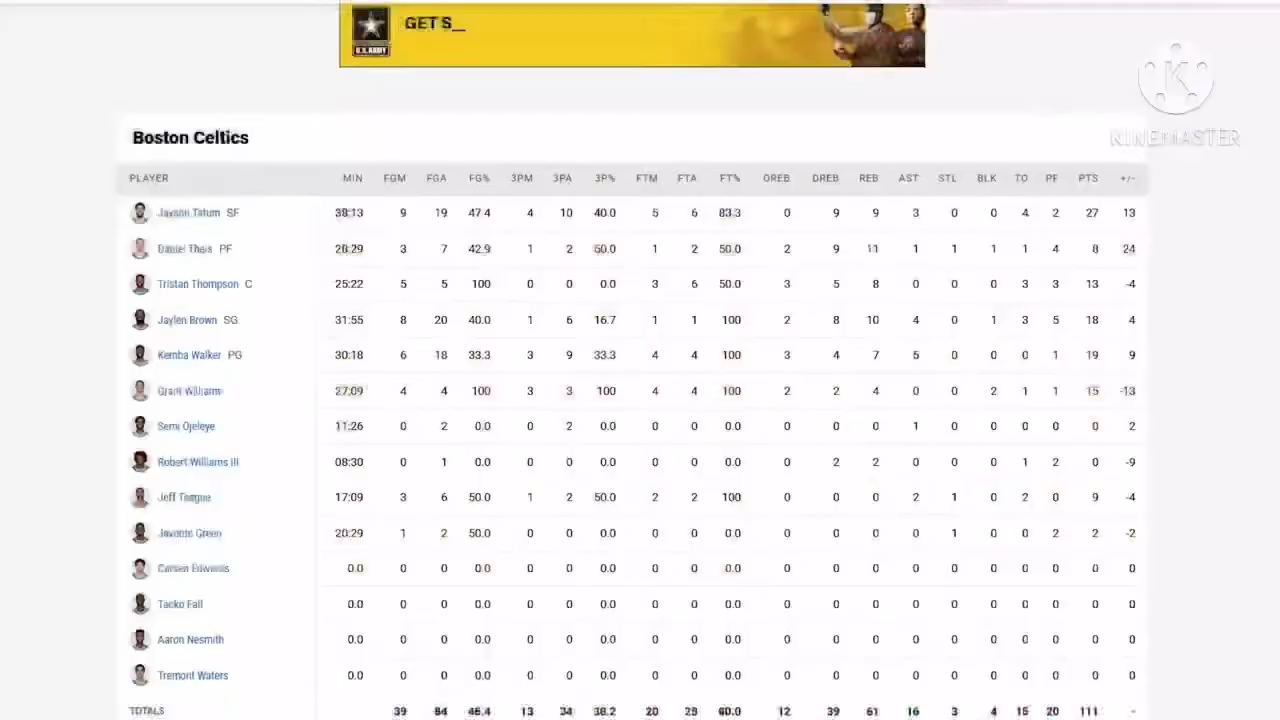 GET S_
U.S.ARMY
KINEMASTER
Boston Celtics
PLAYER MIN FGM FGA FG% 3PM 3PA 3P% FTM FTA FT% OREB DREB REB AST STL BLK TO PF PTS +/-
Jayson Tatum SF 38:13 9 19 47.4 4 10 40.0 5 6 83.3 0 9 9 3 0 0 4 2 27 13
Daniel Theis PF 29 3 7 42.9 1 2 50.0 1 2 50.0 2 9 11 1 1 1 1 4 8 24
Tristan Thompson C 25:22 5 5 100 0 0 0.0 3 6 50.0 3 5 8 0 0 0 3 3 13 -4
Jaylen Brown SG 31:55 8 20 40.0 1 6 16.7 1 1 100 2 8 10 4 0 1 3 5 18 4
Kemba Walker PG 30:18 6 18 33.3 3 9 33.3 4 4 100 3 4 7 5 0 0 0 1 19 9
Grant Williams 27:09 4 4 100 3 3 100 4 4 100 2 2 4 0 0 2 1 1 15 -13
Semi Ojeleye 11:26 0 2 0.0 0 2 0.0 0 0 0.0 0 0 0 1 0 0 0 0 0 2
Robert Williams III 08:30 0 1 0.0 0 0 0.0 0 0 0.0 0 2 2 0 0 0 1 2 0 -9
Jeff Teague 17:09 3 6 50.0 1 2 50.0 2 2 100 0 0 0 2 1 0 2 0 9 -4
Javonte Green 20:29 1 2 50.0 0 0 0.0 0 0 0.0 0 0 0 0 1 0 0 2 2 -2
Carsen Edwards 0.0 0 0 0.0 0 0 0.0 0 0 0.0 0 0 0 0 0 0 0 0 0 0
Tacko Fall 0.0 0 0 0.0 0 0 0.0 0 0 0.0 0 0 0 0 0 0 0 0 0 0
Aaron Nesmith 0.0 0 0 0.0 0 0 0.0 0 0 0.0 0 0 0 0 0 0 0 0 0 0
Tremont Waters 0.0 0 0 0.0 0 0 0.0 0 0 0.0 0 0 0 0 0 0 0 0 0 0
TOTALS 39 84 46.4 13 34 38.2 20 25 80.0 12 39 51 16 3 4 15 20 111 -